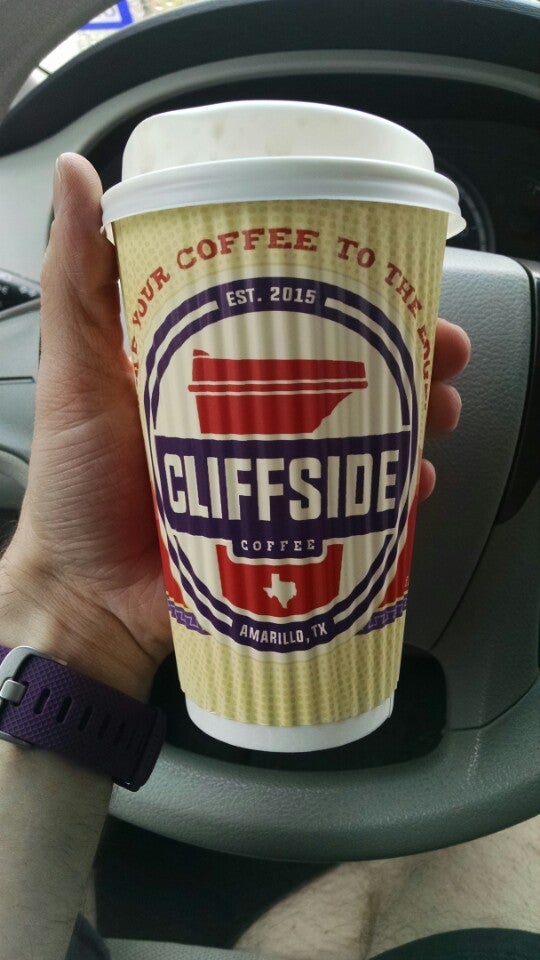 YOUR COFFEE TO THE
EST. 2015
CLIFFSIDE
COFFEE
AMARILLO, TX